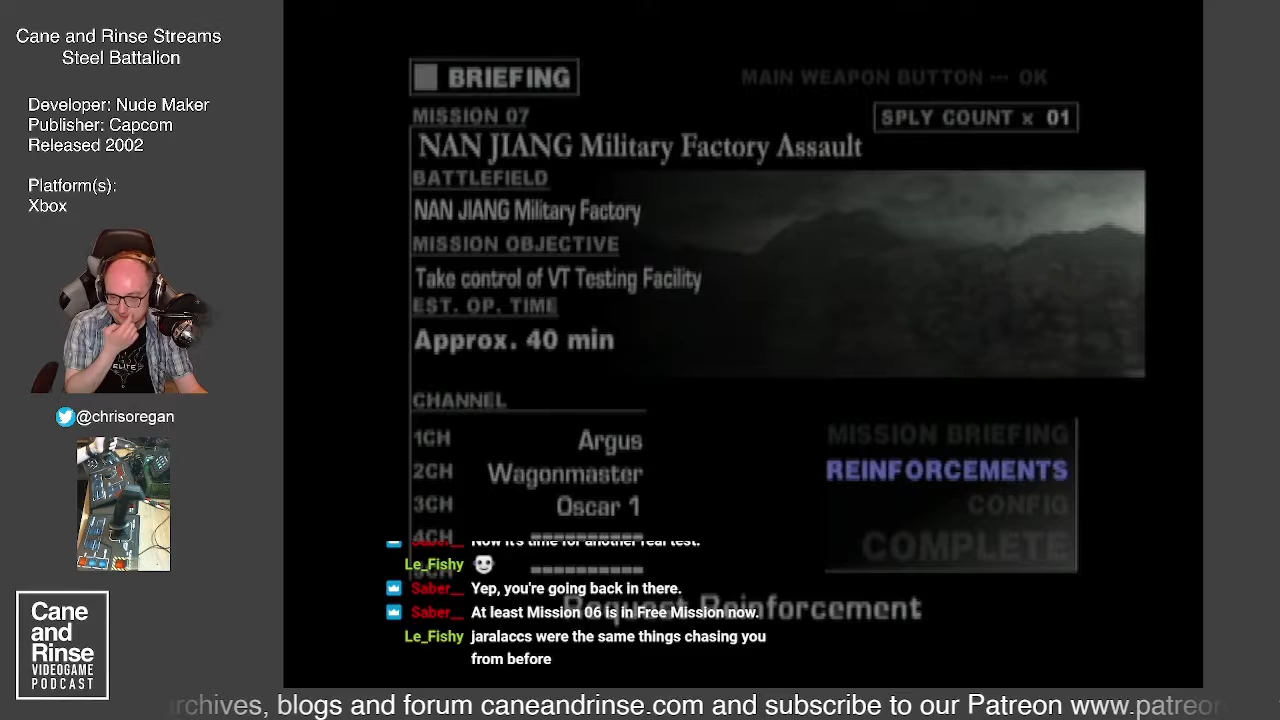 Cane and Rinse Streams
Steel Battalion
Developer: Nude Maker
Publisher: Capcom
Released 2002
Platform(s):
Xbox
@chrisoregan
Cane
and
Rinse
VIDEOGAME
PODCAST
BRIEFING
MAIN WEAPON BUTTON --- OK
MISSION 07
SPLY COUNT x 01
NAN JIANG Military Factory Assault
BATTLEFIELD
NAN JIANG Military Factory
MISSION OBJECTIVE
Take control of VT Testing Facility
EST. OP. TIME
Approx. 40 min
CHANNEL
1CH Argus
2CH Wagonmaster
3CH Oscar 1
4CH ----------
MISSION BRIEFING
REINFORCEMENTS
CONFIG
COMPLETE
Saber__ Now it's time for another real test.
Le_Fishy
Saber__ Yep, you're going back in there.
Request Reinforcement
Saber__ At least Mission 06 is in Free Mission now.
Le_Fishy jaralaccs were the same things chasing you
from before
rchives, blogs and forum caneandrinse.com and subscribe to our Patreon www.patreo